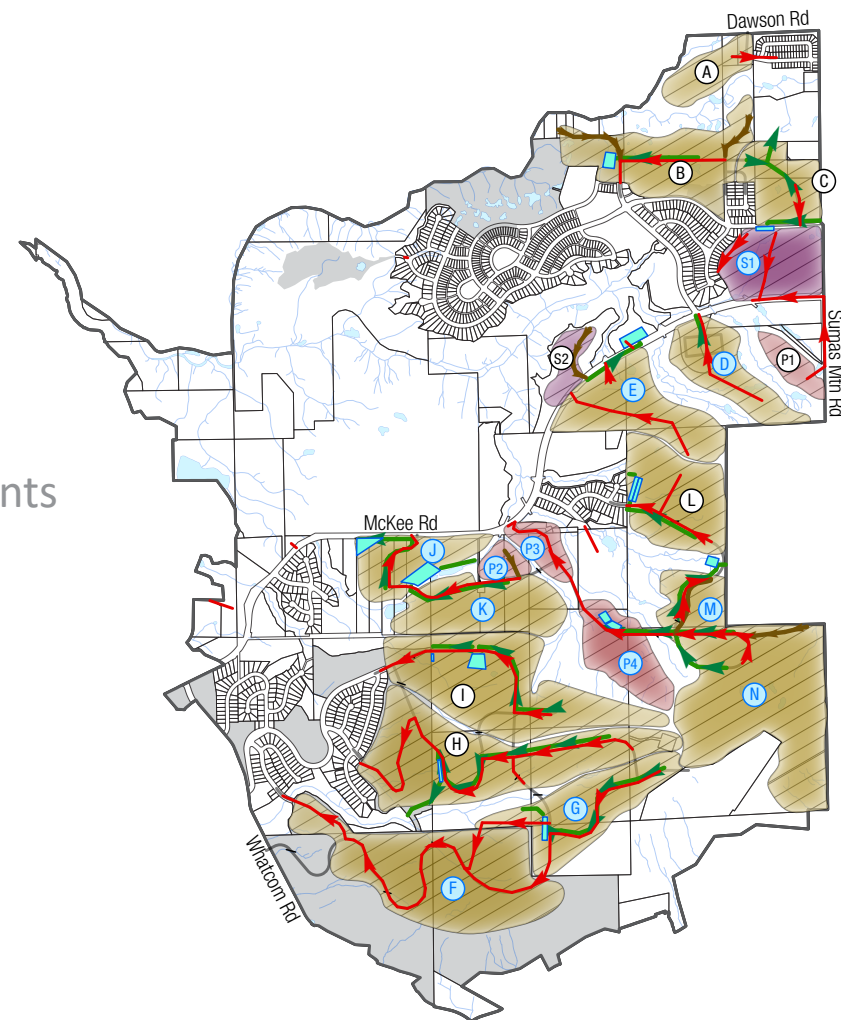 Dawson Rd
A
B
C
S1
Sumas Mtn Rd
S2
P1
D
E
nts
L
McKee Rd
J
P3
P2
K
M
P4
I
N
H
G
Whatcom Rd
F